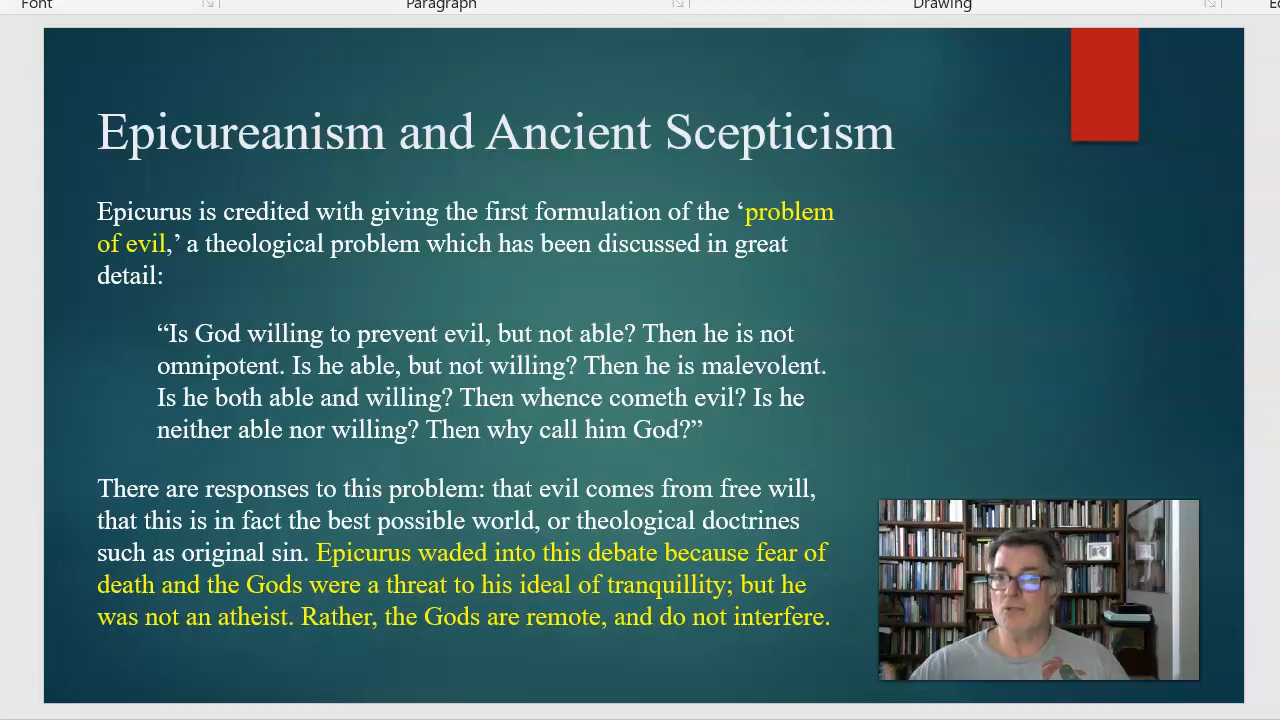 Font
Paragraph
Drawing
Epicureanism and Ancient Scepticism
Epicurus is credited with giving the first formulation of the ‘problem
of evil,’ a theological problem which has been discussed in great
detail:
“Is God willing to prevent evil, but not able? Then he is not
omnipotent. Is he able, but not willing? Then he is malevolent.
Is he both able and willing? Then whence cometh evil? Is he
neither able nor willing? Then why call him God?”
There are responses to this problem: that evil comes from free will,
that this is in fact the best possible world, or theological doctrines
such as original sin. Epicurus waded into this debate because fear of
death and the Gods were a threat to his ideal of tranquillity; but he
was not an atheist. Rather, the Gods are remote, and do not interfere.